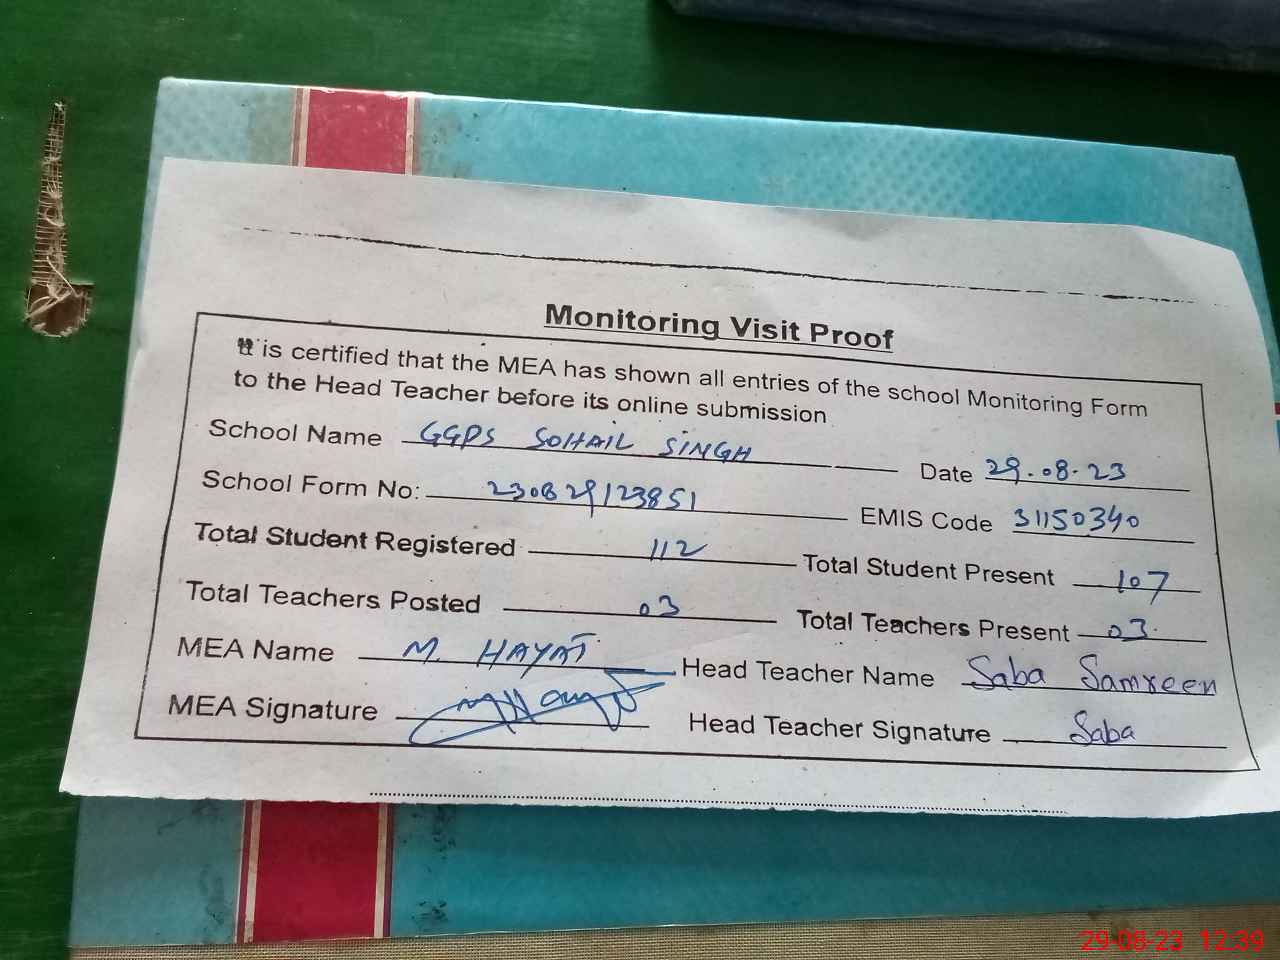 Monitoring Visit Proof
It is certified that the MEA has shown all entries of the school Monitoring Form
to the Head Teacher before its online submission
School Name GGPS SOHAIL SINGH Date 29.08.23
School Form No: 230829123851 EMIS Code 31150340
Total Student Registered 112 Total Student Present 107
Total Teachers Posted 03 Total Teachers Present 03.
MEA Name M. HAYAT Head Teacher Name Saba Samreen
MEA Signature Head Teacher Signature Saba
29-08-23 12:39